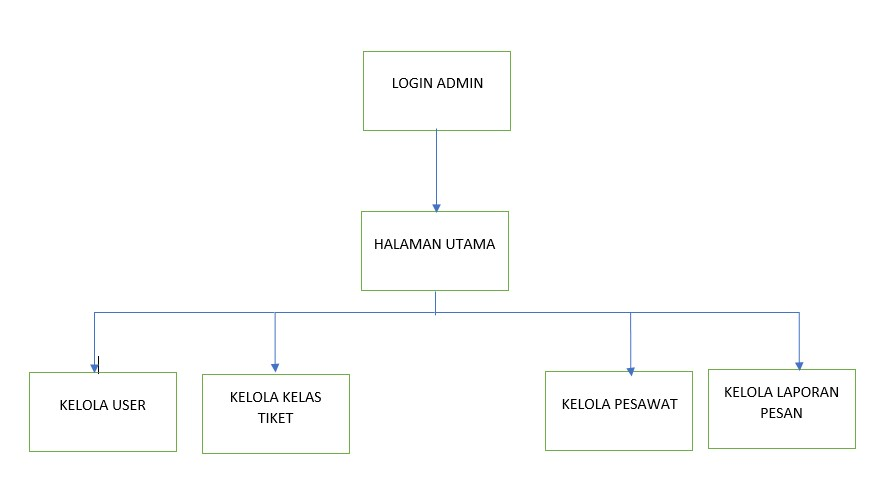 LOGIN ADMIN
HALAMAN UTAMA
KELOLA USER
KELOLA KELAS
TIKET
KELOLA PESAWAT
KELOLA LAPORAN
PESAN